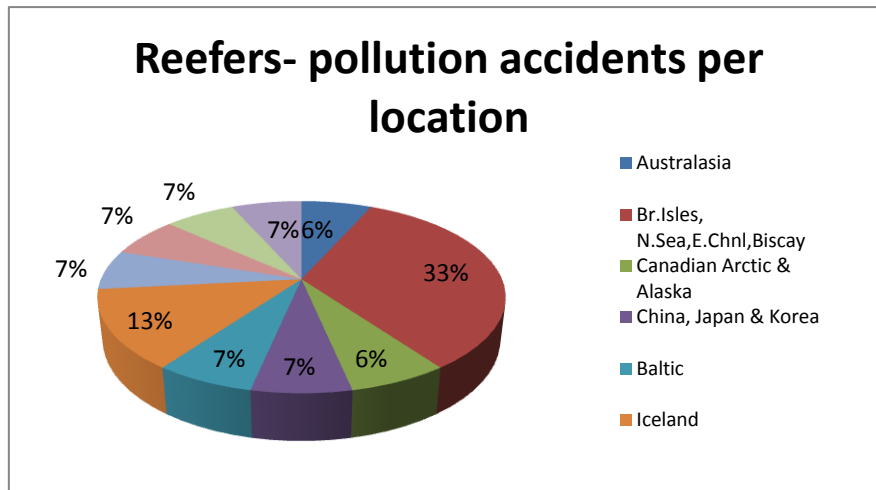 Reefers- pollution accidents per
location
7%
7%
7%
7%
6%
33%
13%
7%
7%
6%
Australasia
Br.Isles,
N.Sea,E.Chnl,Biscay
Canadian Arctic &
Alaska
China, Japan & Korea
Baltic
Iceland